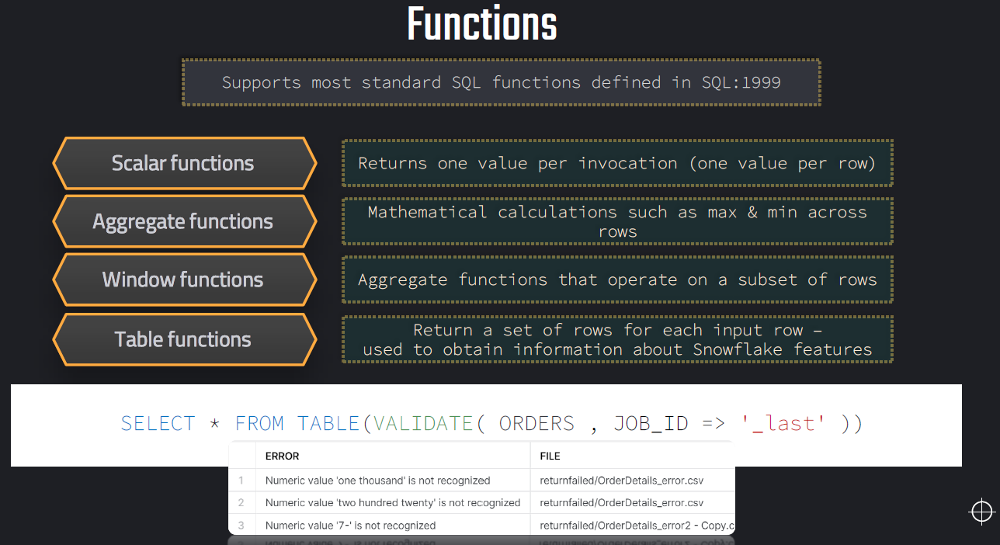 Functions
Supports most standard SQL functions defined in SQL:1999
Scalar functions
Returns one value per invocation (one value per row)
Aggregate functions
Mathematical calculations such as max & min across
rows
Window functions
Aggregate functions that operate on a subset of rows
Table functions
Return a set of rows for each input row –
used to obtain information about Snowflake features
SELECT * FROM TABLE(VALIDATE( ORDERS , JOB_ID => '_last' ))
ERROR FILE
1 Numeric value 'one thousand' is not recognized returnfailed/OrderDetails_error.csv
2 Numeric value 'two hundred twenty' is not recognized returnfailed/OrderDetails_error.csv
3 Numeric value '7-' is not recognized returnfailed/OrderDetails_error2 - Copy.c